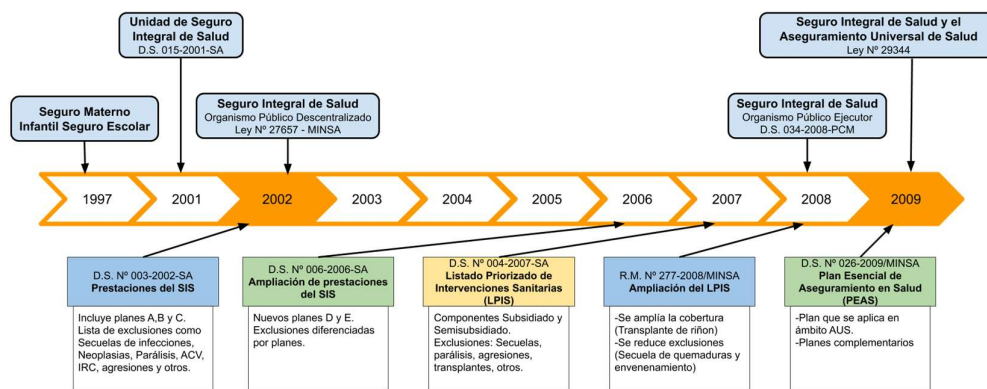 Unidad de Seguro
Integral de Salud
D.S. 015-2001-SA
Seguro Integral de Salud y el
Aseguramiento Universal de Salud
Ley Nº 29344
Seguro Materno
Infantil Seguro Escolar
Seguro Integral de Salud
Organismo Público Descentralizado
Ley Nº 27657 - MINSA
Seguro Integral de Salud
Organismo Público Ejecutor
D.S. 034-2008-PCM
1997
2001
2002
2003
2004
2005
2006
2007
2008
2009
D.S. Nº 003-2002-SA
Prestaciones del SIS
Incluye planes A,B y C.
Lista de exclusiones como
Secuelas de infecciones,
Neoplasias, Parálisis, ACV,
IRC, agresiones y otros.
D.S. Nº 006-2006-SA
Ampliación de prestaciones
del SIS
Nuevos planes D y E.
Exclusiones diferenciadas
por planes.
D.S. Nº 004-2007-SA
Listado Priorizado de
Intervenciones Sanitarias
(LPIS)
Componentes Subsidiado y
Semisubsidiado.
Exclusiones: Secuelas,
parálisis, agresiones,
transplantes, otros.
R.M. Nº 277-2008/MINSA
Ampliación del LPIS
-Se amplía la cobertura
(Transplante de riñon)
-Se reduce exclusiones
(Secuela de quemaduras y
envenenamiento)
D.S. Nº 026-2009/MINSA
Plan Esencial de
Aseguramiento en Salud
(PEAS)
-Plan que se aplica en
ámbito AUS.
-Planes complementarios